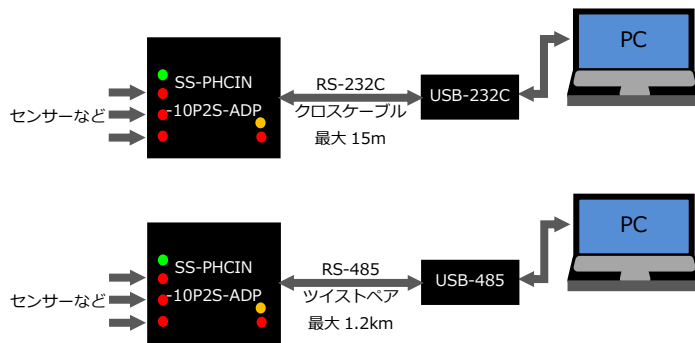 PC
SS-PHCIN
-10P2S-ADP
センサーなど
RS-232C
クロスケーブル
最大 15m
USB-232C
PC
SS-PHCIN
-10P2S-ADP
センサーなど
RS-485
ツイストペア
最大 1.2km
USB-485